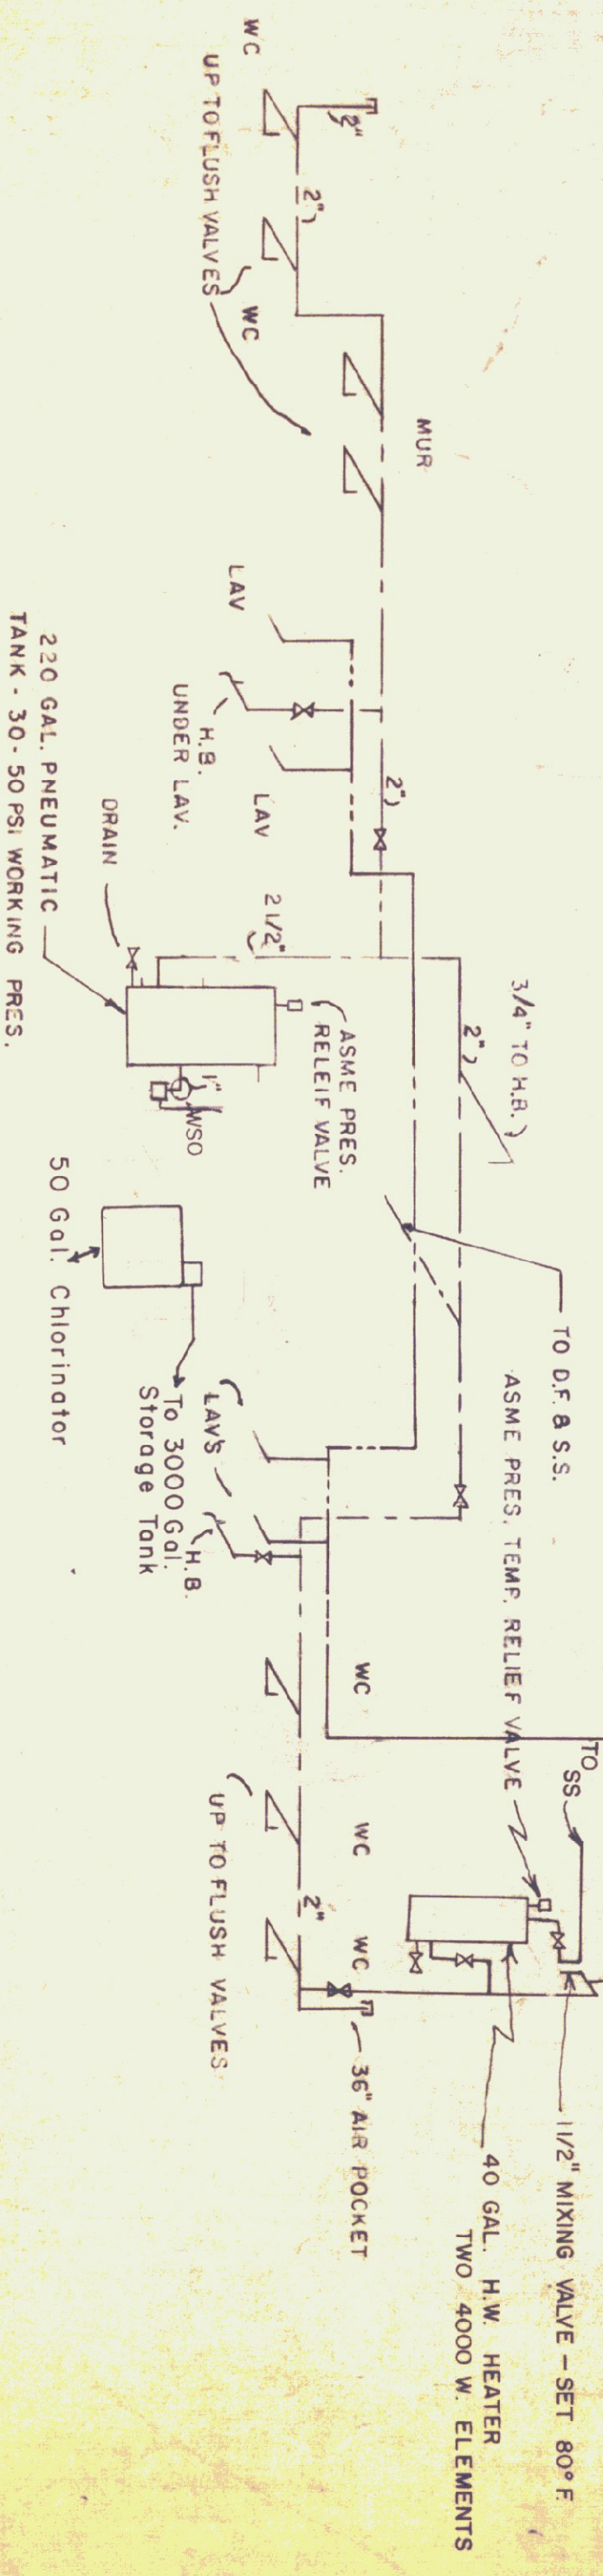 WC
UP TO FLUSH VALVES
2"
2"
WC
MUR
LAV
H.B.
UNDER LAV.
LAV
2"
2 1/2"
DRAIN
220 GAL. PNEUMATIC
TANK - 30 - 50 PSI WORKING PRES.
ASME PRES.
RELEIF VALVE
1"
WSO
3/4" TO H.B.
2"
50 Gal. Chlorinator
To 3000 Gal.
Storage Tank
TO D.F. & S.S.
LAV'S
H.B.
ASME PRES. TEMP. RELIEF VALVE
TO
SS
WC
WC
WC
2"
UP TO FLUSH VALVES
36" AIR POCKET
1 1/2" MIXING VALVE - SET 80° F.
40 GAL. H.W. HEATER
TWO 4000 W. ELEMENTS